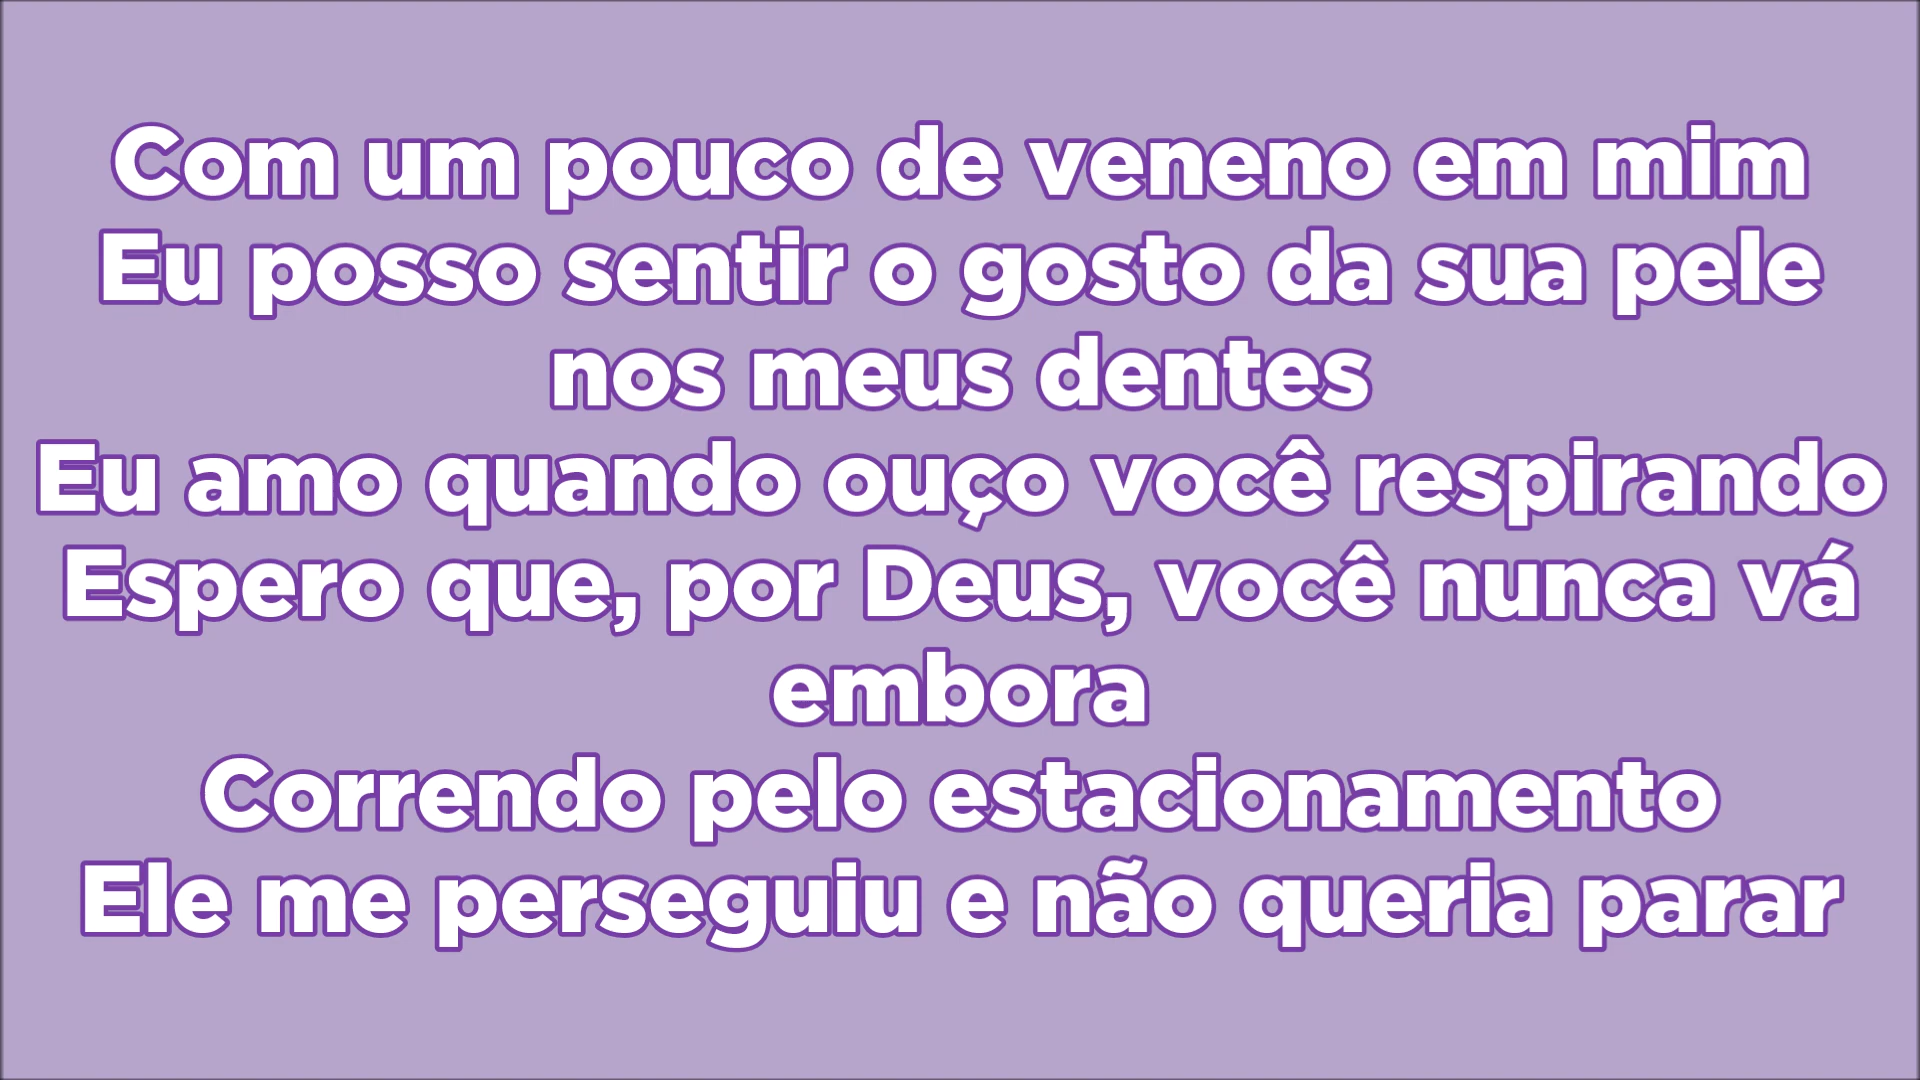 Com um pouco de veneno em mim
Eu posso sentir o gosto da sua pele
nos meus dentes
Eu amo quando ouço você respirando
Espero que, por Deus, você nunca vá
embora
Correndo pelo estacionamento
Ele me perseguiu e não queria parar